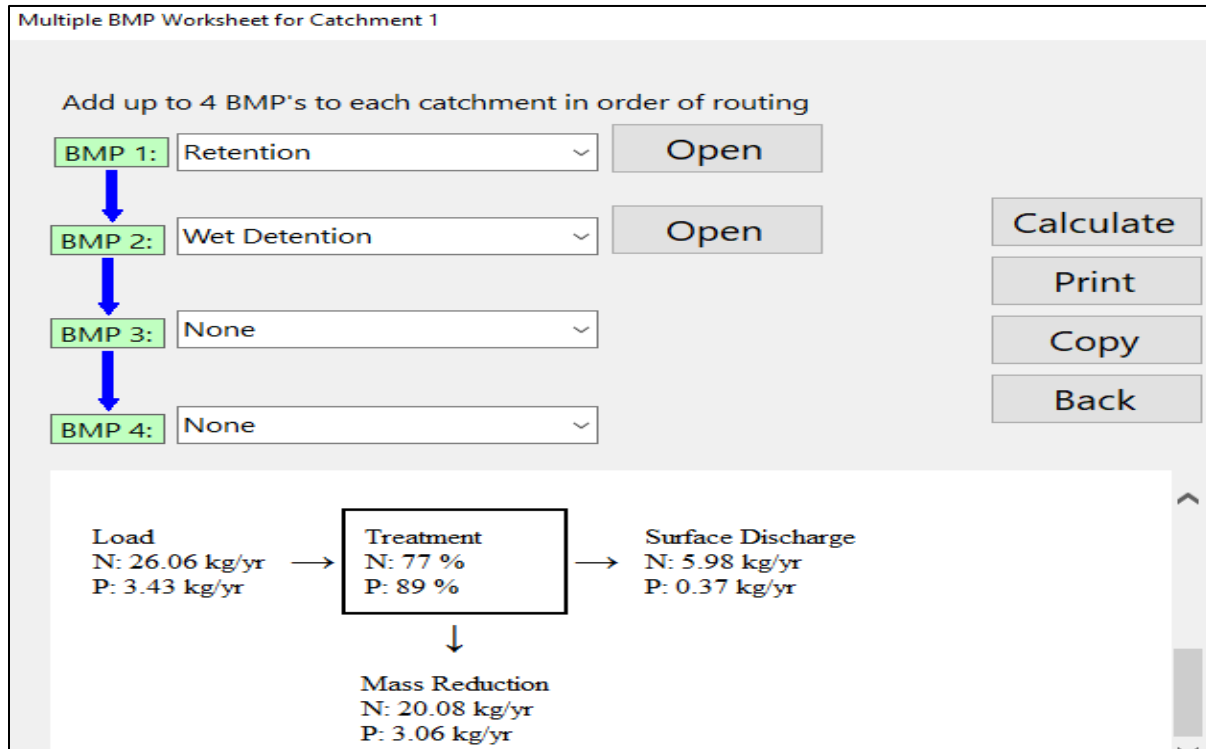 Multiple BMP Worksheet for Catchment 1
Add up to 4 BMP's to each catchment in order of routing
BMP 1: Retention Open
BMP 2: Wet Detention Open
Calculate
Print
BMP 3: None
Copy
Back
BMP 4: None
Load
N: 26.06 kg/yr
P: 3.43 kg/yr
→
Treatment
N: 77 %
P: 89 %
→
Surface Discharge
N: 5.98 kg/yr
P: 0.37 kg/yr
↓
Mass Reduction
N: 20.08 kg/yr
P: 3.06 kg/yr